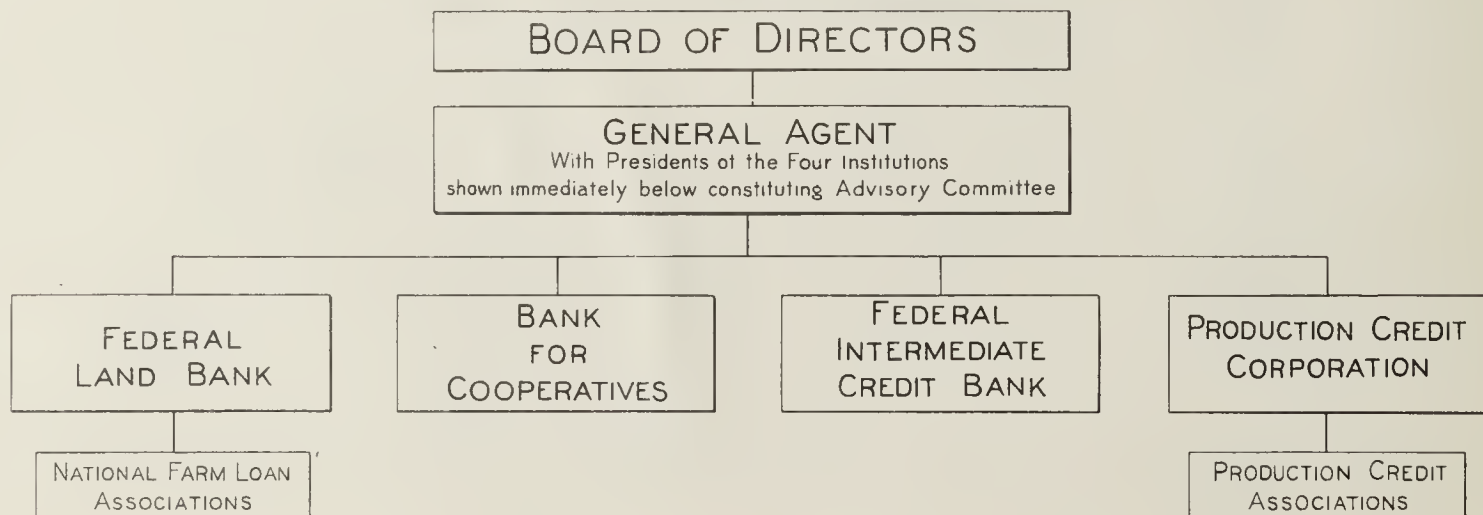 BOARD OF DIRECTORS
GENERAL AGENT
With Presidents of the Four Institutions
shown immediately below constituting Advisory Committee
FEDERAL
LAND BANK
BANK
FOR
COOPERATIVES
FEDERAL
INTERMEDIATE
CREDIT BANK
PRODUCTION CREDIT
CORPORATION
NATIONAL FARM LOAN
ASSOCIATIONS
PRODUCTION CREDIT
ASSOCIATIONS